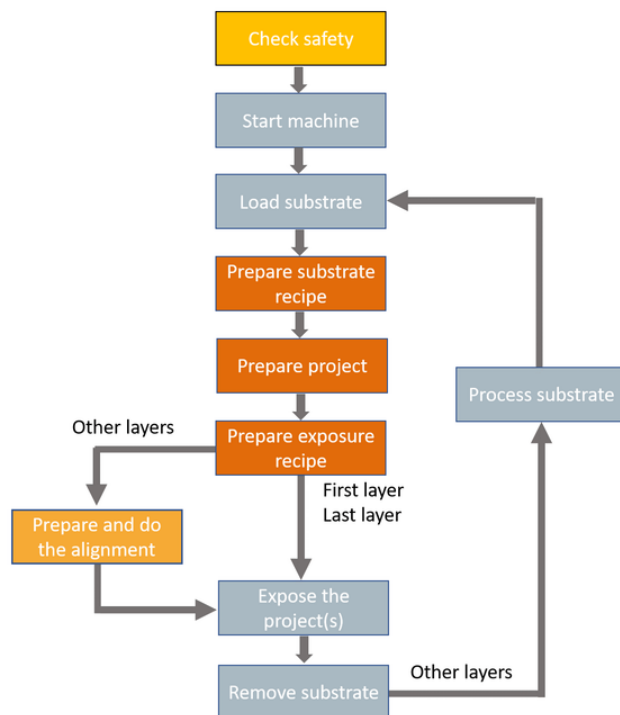 Check safety
Start machine
Load substrate
Prepare substrate
recipe
Prepare project
Process substrate
Other layers
Prepare exposure
recipe
First layer
Last layer
Prepare and do
the alignment
Expose the
project(s)
Remove substrate
Other layers